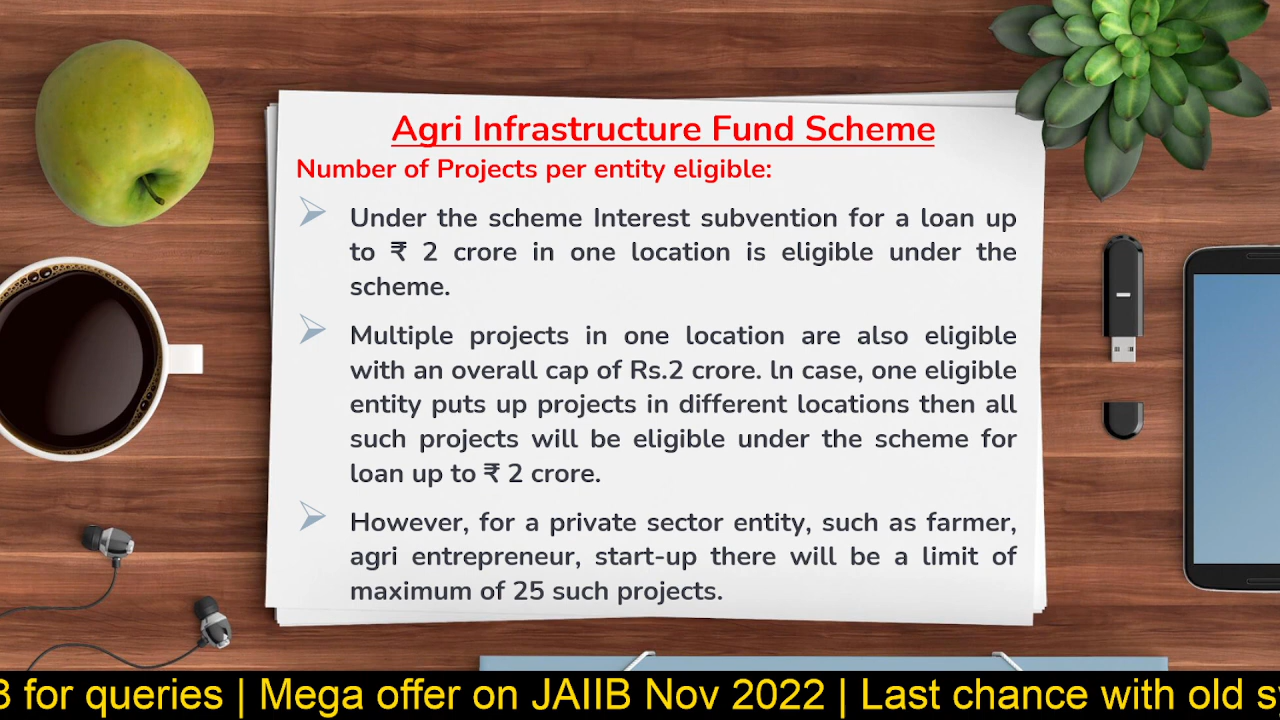 Agri Infrastructure Fund Scheme
Number of Projects per entity eligible:
Under the scheme Interest subvention for a loan up
to ₹ 2 crore in one location is eligible under the
scheme.
Multiple projects in one location are also eligible
with an overall cap of Rs.2 crore. ln case, one eligible
entity puts up projects in different locations then all
such projects will be eligible under the scheme for
loan up to ₹ 2 crore.
However, for a private sector entity, such as farmer,
agri entrepreneur, start-up there will be a limit of
maximum of 25 such projects.
for queries | Mega offer on JAIIB Nov 2022 | Last chance with old